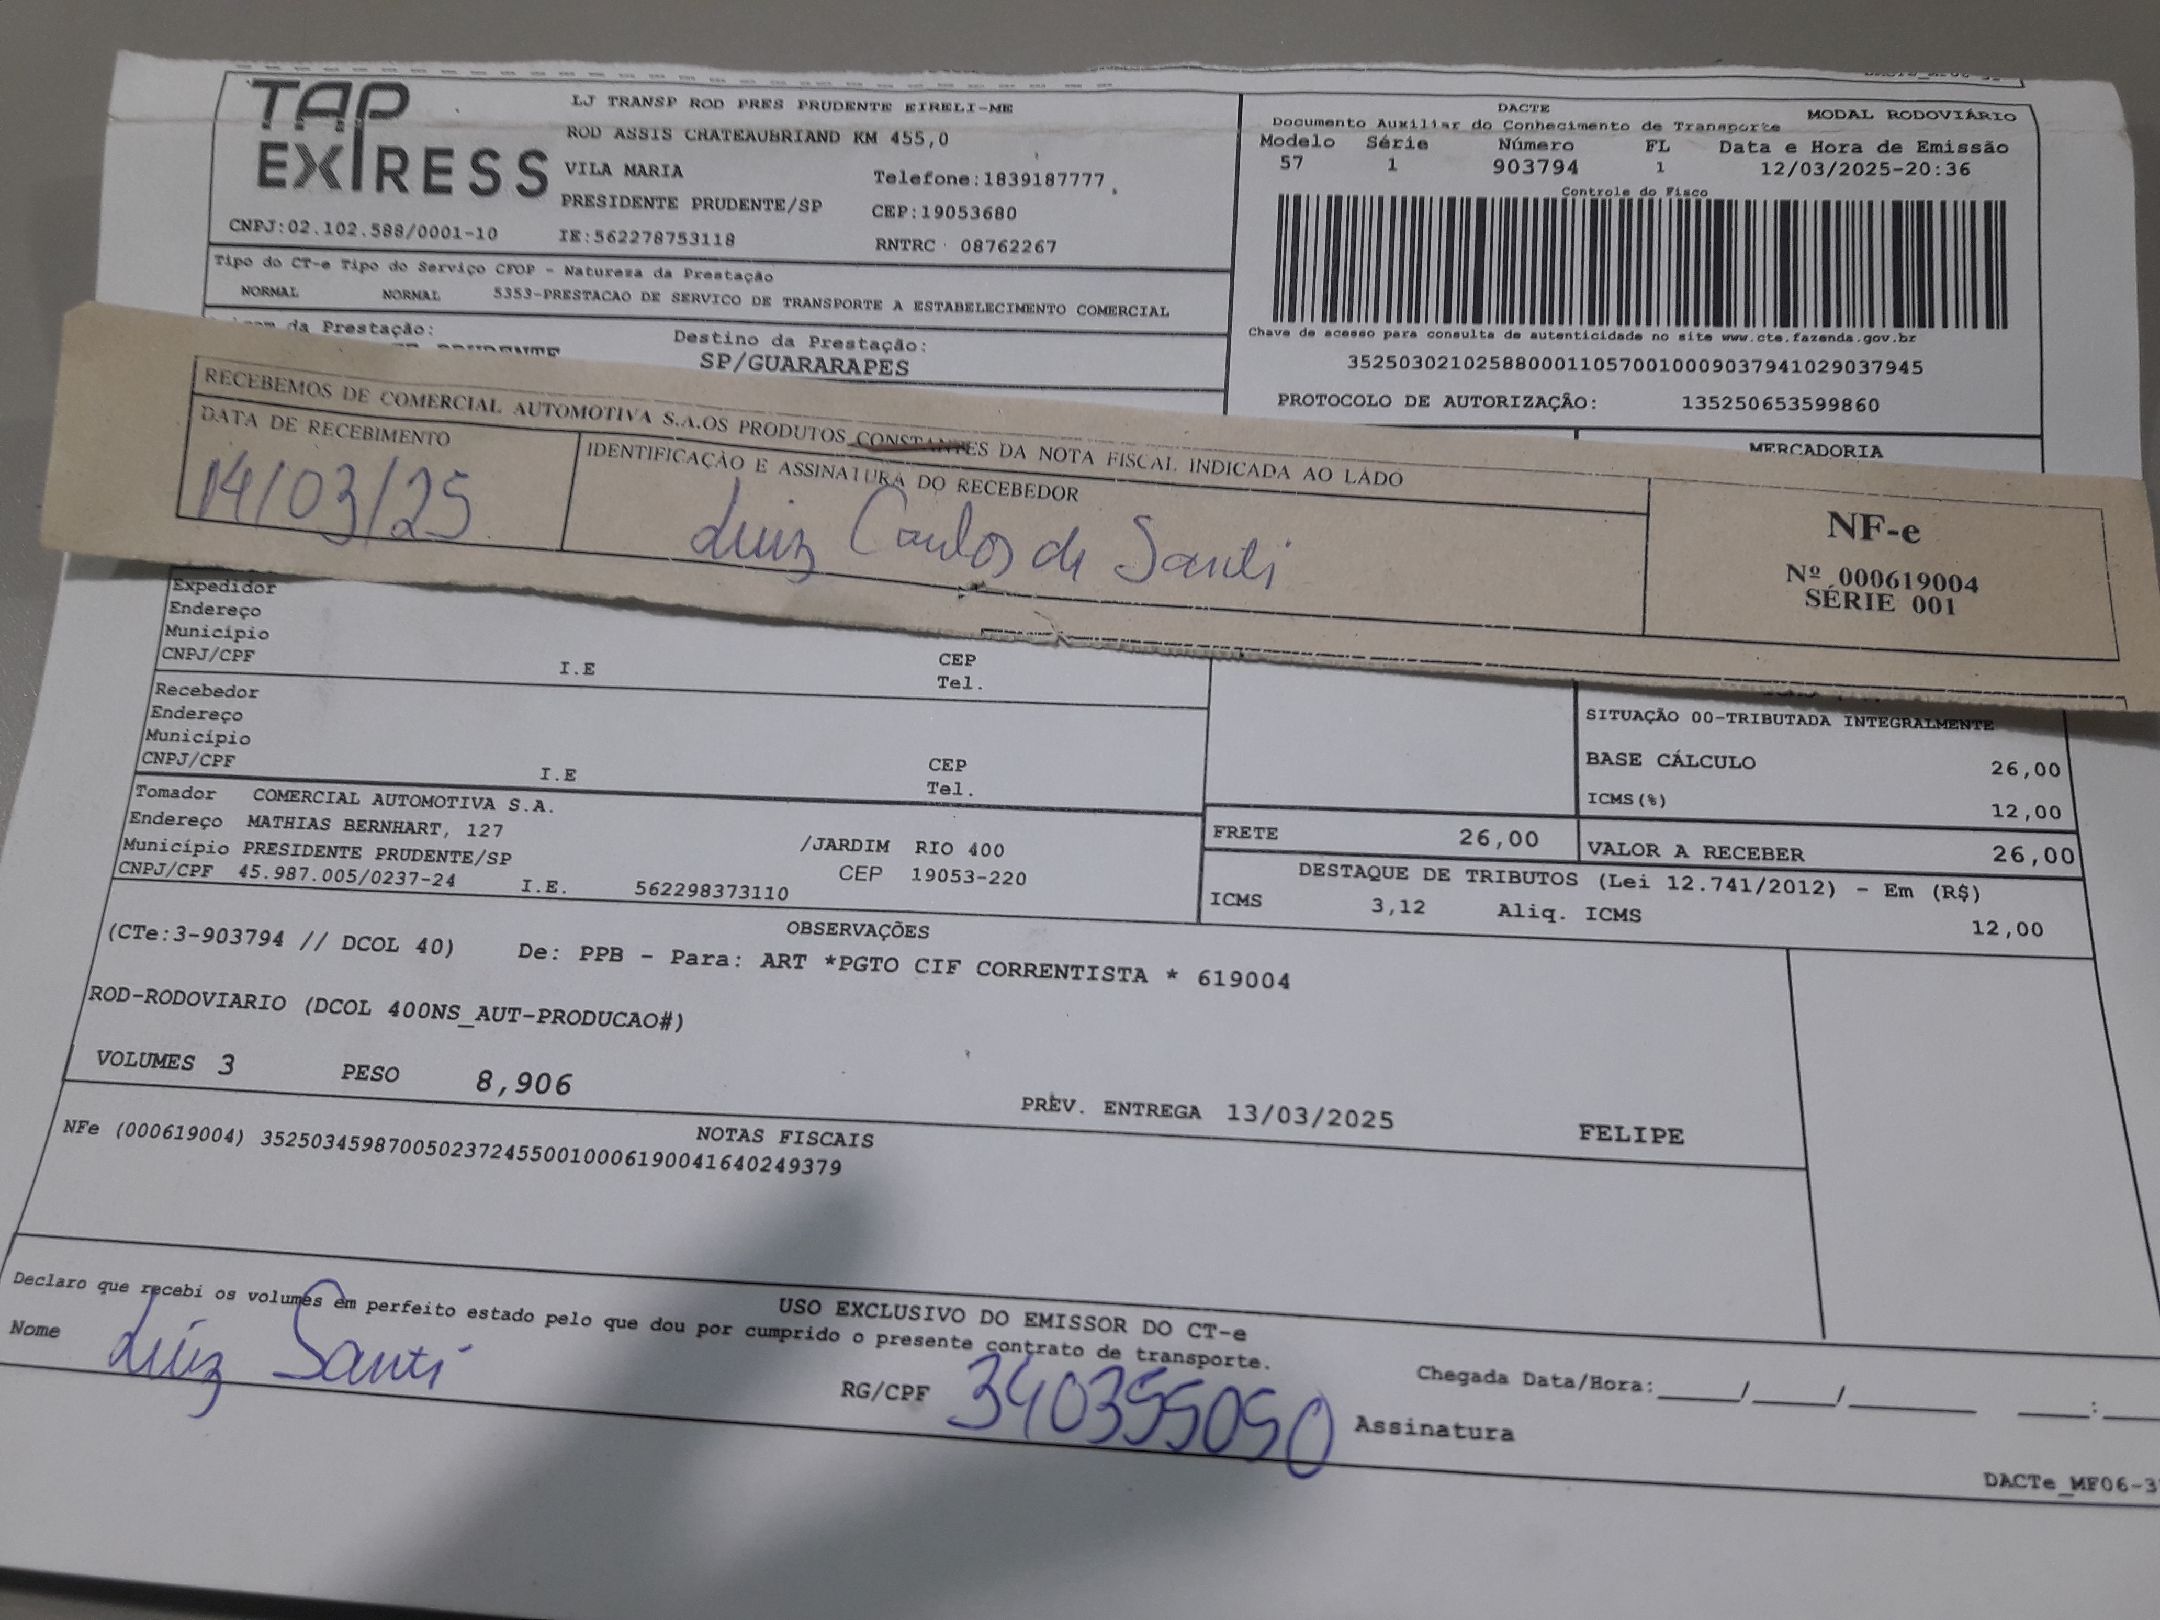 TAP EXPRESS
LJ TRANSP ROD PRES PRUDENTE EIRELI-ME
ROD ASSIS CHATEAUBRIAND KM 455,0
VILA MARIA Telefone:1839187777
PRESIDENTE PRUDENTE/SP CEP:19053680
CNPJ:02.102.588/0001-10 IE:562278753118 RNTRC 08762267
DACTE MODAL RODOVIÁRIO
Documento Auxiliar do Conhecimento de Transporte
Modelo Série Número FL Data e Hora de Emissão
57 1 903794 1 12/03/2025-20:36
Controle do Fisco
Chave de acesso para consulta de autenticidade no site www.cte.fazenda.gov.br
35250302102588000110570010009037941029037945
PROTOCOLO DE AUTORIZAÇÃO: 135250653599860
MERCADORIA
Tipo do CT-e Tipo do Serviço CFOP - Natureza da Prestação
NORMAL NORMAL 5353-PRESTACAO DE SERVICO DE TRANSPORTE A ESTABELECIMENTO COMERCIAL
da Prestação: Destino da Prestação:
PRUDENTE SP/GUARARAPES
RECEBEMOS DE COMERCIAL AUTOMOTIVA S.A.OS PRODUTOS CONSTANTES DA NOTA FISCAL INDICADA AO LADO
DATA DE RECEBIMENTO IDENTIFICAÇÃO E ASSINATURA DO RECEBEDOR
14/03/25 Luiz Carlos de Santi
NF-e
Nº 000619004
SÉRIE 001
Expedidor
Endereço
Município CEP
CNPJ/CPF I.E Tel.
Recebedor
Endereço
Município CEP
CNPJ/CPF I.E Tel.
SITUAÇÃO 00-TRIBUTADA INTEGRALMENTE
BASE CÁLCULO 26,00
ICMS(%) 12,00
FRETE 26,00 VALOR A RECEBER 26,00
DESTAQUE DE TRIBUTOS (Lei 12.741/2012) - Em (R$)
ICMS 3,12 Aliq. ICMS 12,00
Tomador COMERCIAL AUTOMOTIVA S.A.
Endereço MATHIAS BERNHART, 127 /JARDIM RIO 400
Município PRESIDENTE PRUDENTE/SP CEP 19053-220
CNPJ/CPF 45.987.005/0237-24 I.E. 562298373110
OBSERVAÇÕES
(CTe:3-903794 // DCOL 40) De: PPB - Para: ART *PGTO CIF CORRENTISTA * 619004
ROD-RODOVIARIO (DCOL 400NS_AUT-PRODUCAO#)
VOLUMES 3 PESO 8,906 PREV. ENTREGA 13/03/2025 FELIPE
NOTAS FISCAIS
NFe (000619004) 35250345987005023724550010006190041640249379
USO EXCLUSIVO DO EMISSOR DO CT-e
Declaro que recebi os volumes em perfeito estado pelo que dou por cumprido o presente contrato de transporte.
Nome Luiz Santi RG/CPF 340355050 Assinatura
Chegada Data/Hora:____/____/______ ____:
DACTe_MF06-3